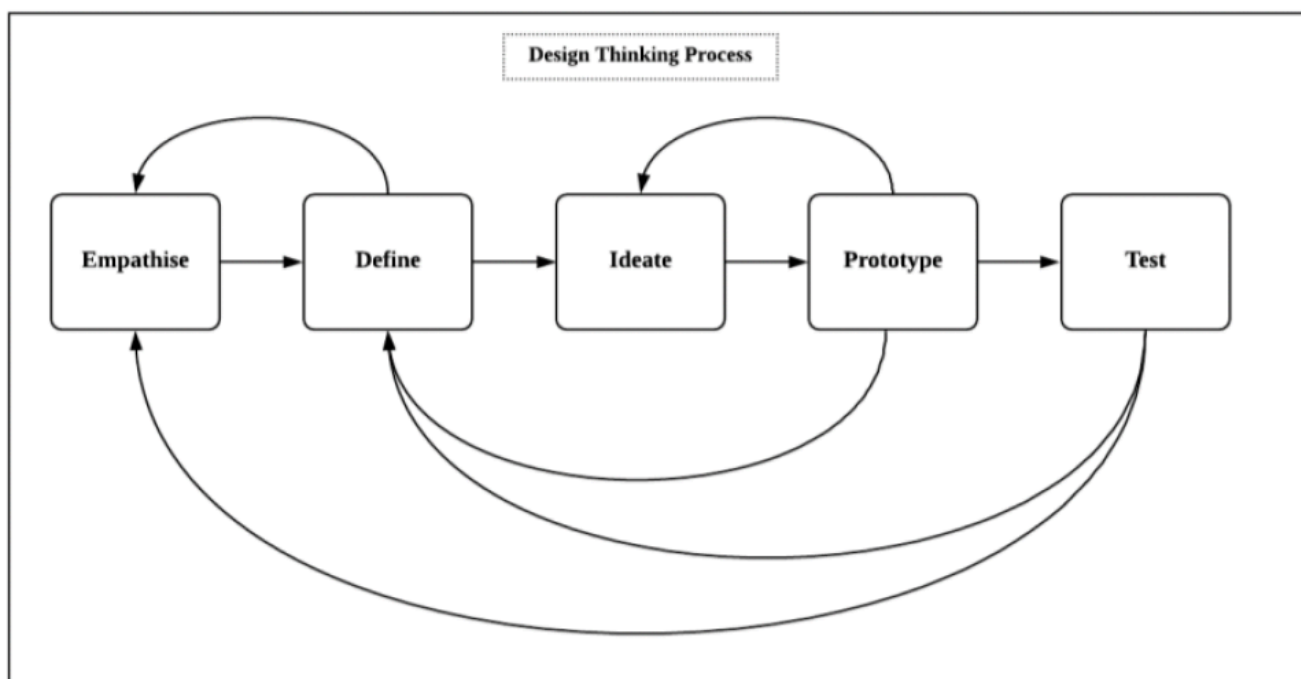 Design Thinking Process
Empathise
Define
Ideate
Prototype
Test